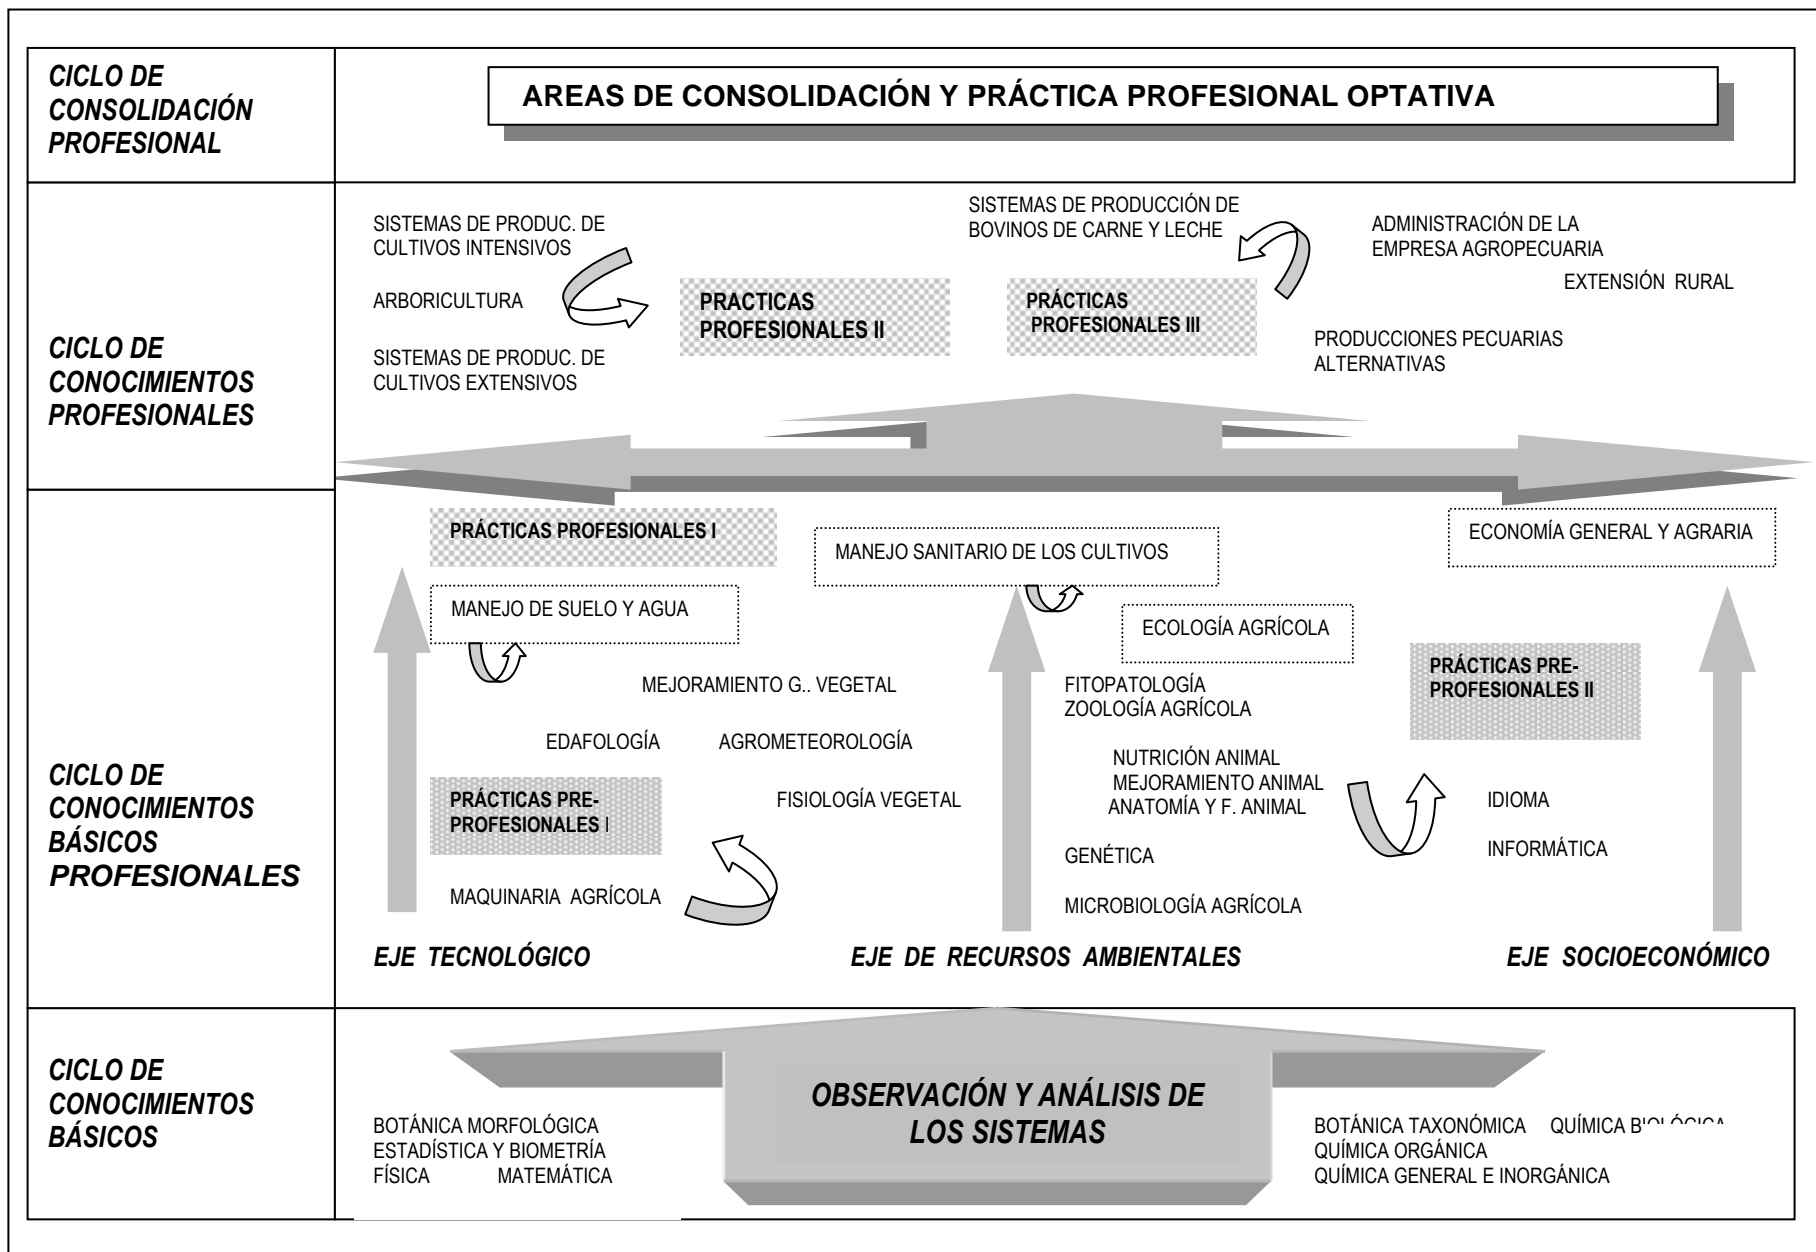 CICLO DE
CONSOLIDACIÓN
PROFESIONAL
AREAS DE CONSOLIDACIÓN Y PRÁCTICA PROFESIONAL OPTATIVA
CICLO DE
CONOCIMIENTOS
PROFESIONALES
SISTEMAS DE PRODUC. DE
CULTIVOS INTENSIVOS
ARBORICULTURA
SISTEMAS DE PRODUC. DE
CULTIVOS EXTENSIVOS
PRACTICAS
PROFESIONALES II
SISTEMAS DE PRODUCCIÓN DE
BOVINOS DE CARNE Y LECHE
PRÁCTICAS
PROFESIONALES III
ADMINISTRACIÓN DE LA
EMPRESA AGROPECUARIA
EXTENSIÓN RURAL
PRODUCCIONES PECUARIAS
ALTERNATIVAS
CICLO DE
CONOCIMIENTOS
BÁSICOS
PROFESIONALES
PRÁCTICAS PROFESIONALES I
MANEJO DE SUELO Y AGUA
MEJORAMIENTO G.. VEGETAL
EDAFOLOGÍA
AGROMETEOROLOGÍA
PRÁCTICAS PRE-
PROFESIONALES I
FISIOLOGÍA VEGETAL
MAQUINARIA AGRÍCOLA
EJE TECNOLÓGICO
MANEJO SANITARIO DE LOS CULTIVOS
ECOLOGÍA AGRÍCOLA
FITOPATOLOGÍA
ZOOLOGÍA AGRÍCOLA
NUTRICIÓN ANIMAL
MEJORAMIENTO ANIMAL
ANATOMÍA Y F. ANIMAL
GENÉTICA
MICROBIOLOGÍA AGRÍCOLA
EJE DE RECURSOS AMBIENTALES
ECONOMÍA GENERAL Y AGRARIA
PRÁCTICAS PRE-
PROFESIONALES II
IDIOMA
INFORMÁTICA
EJE SOCIOECONÓMICO
CICLO DE
CONOCIMIENTOS
BÁSICOS
BOTÁNICA MORFOLÓGICA
ESTADÍSTICA Y BIOMETRÍA
FÍSICA MATEMÁTICA
OBSERVACIÓN Y ANÁLISIS DE
LOS SISTEMAS
BOTÁNICA TAXONÓMICA QUÍMICA BIOLÓGICA
QUÍMICA ORGÁNICA
QUÍMICA GENERAL E INORGÁNICA